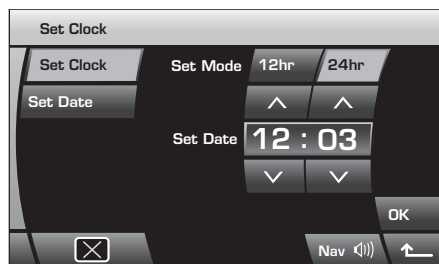 Set Clock
Set Clock Set Mode 12hr 24hr
Set Date
Set Date 12 : 03
OK
Nav